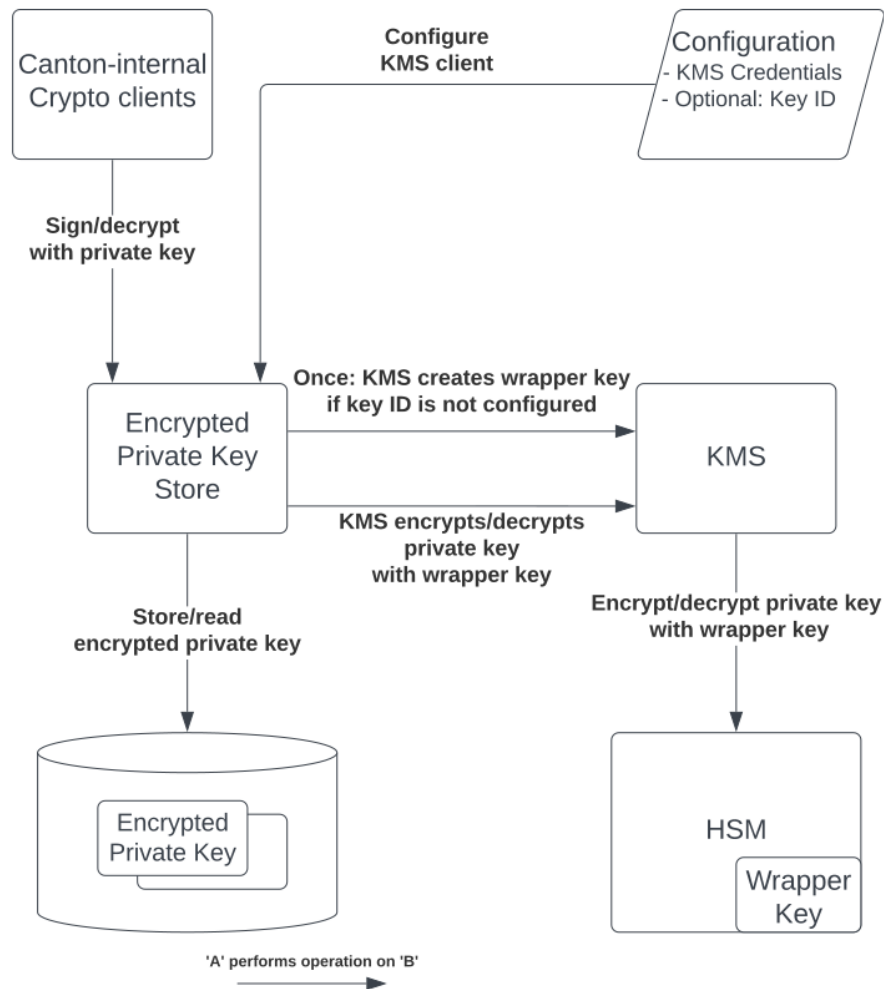 Canton-internal
Crypto clients
Configure
KMS client
Configuration
- KMS Credentials
- Optional: Key ID
Sign/decrypt
with private key
Once: KMS creates wrapper key
if key ID is not configured
Encrypted
Private Key
Store
KMS
KMS encrypts/decrypts
private key
with wrapper key
Store/read
encrypted private key
Encrypt/decrypt private key
with wrapper key
Encrypted
Private Key
HSM
Wrapper
Key
'A' performs operation on 'B'